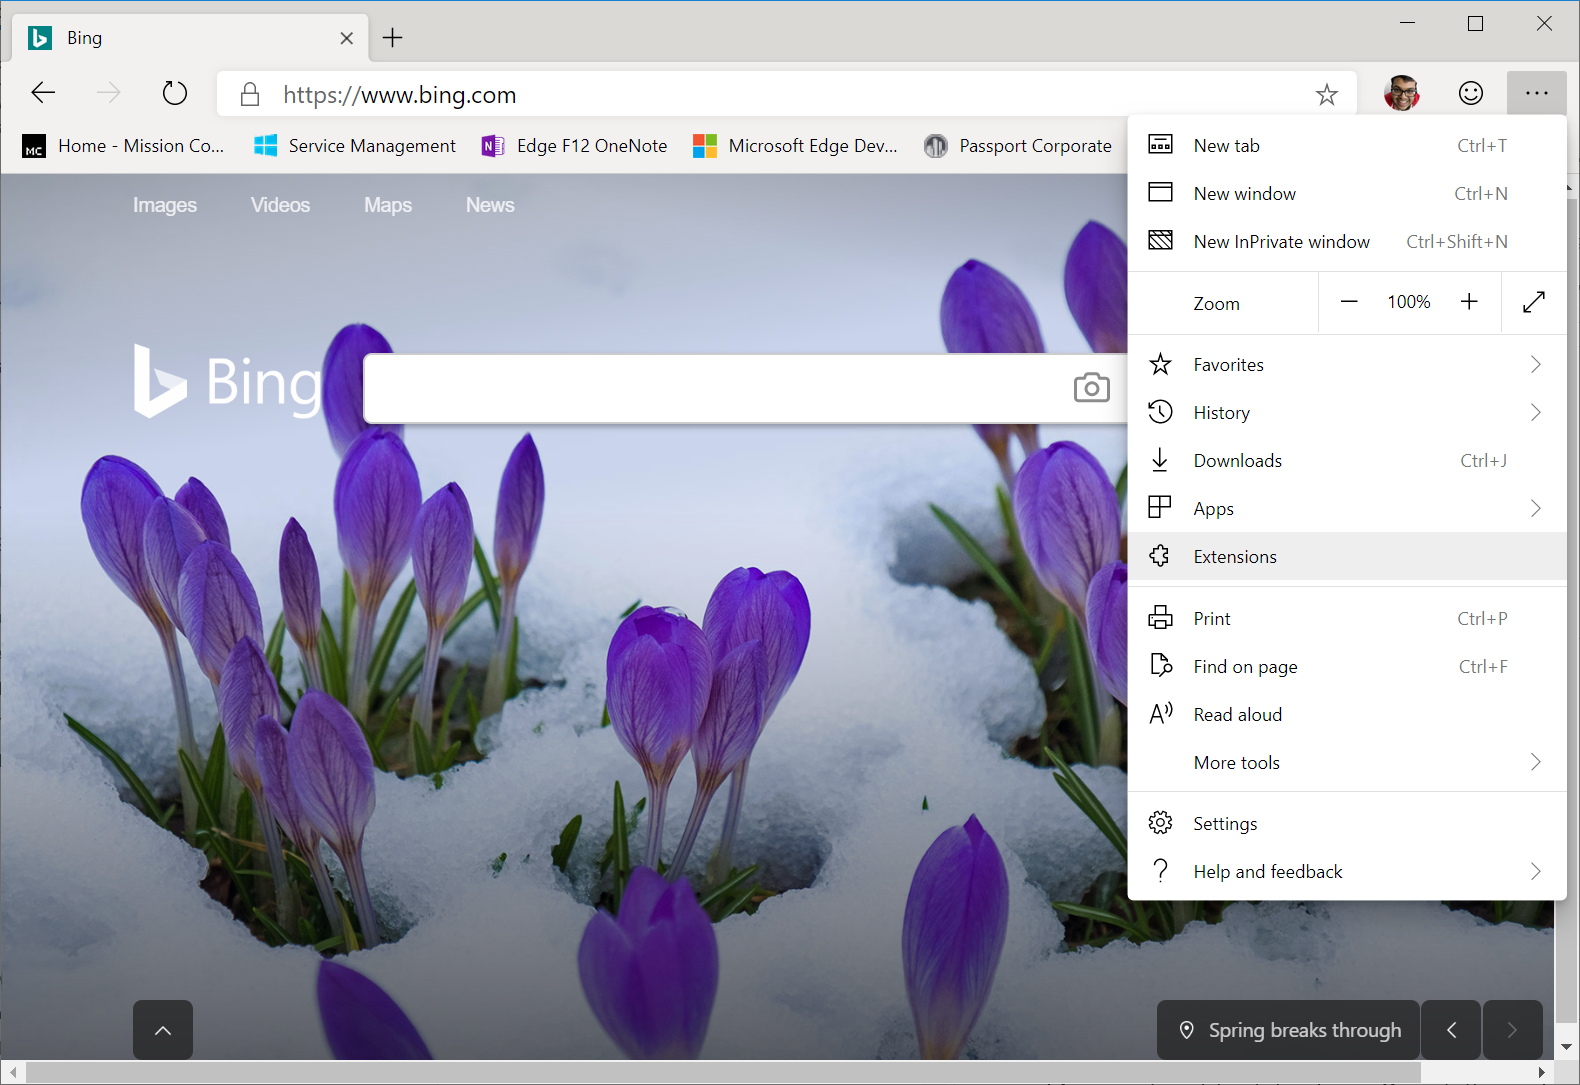 Bing
https://www.bing.com
MC Home - Mission Co... Service Management Edge F12 OneNote Microsoft Edge Dev... Passport Corporate
Images Videos Maps News
Bing
New tab Ctrl+T
New window Ctrl+N
New InPrivate window Ctrl+Shift+N
Zoom 100%
Favorites
History
Downloads Ctrl+J
Apps
Extensions
Print Ctrl+P
Find on page Ctrl+F
Read aloud
More tools
Settings
Help and feedback
Spring breaks through